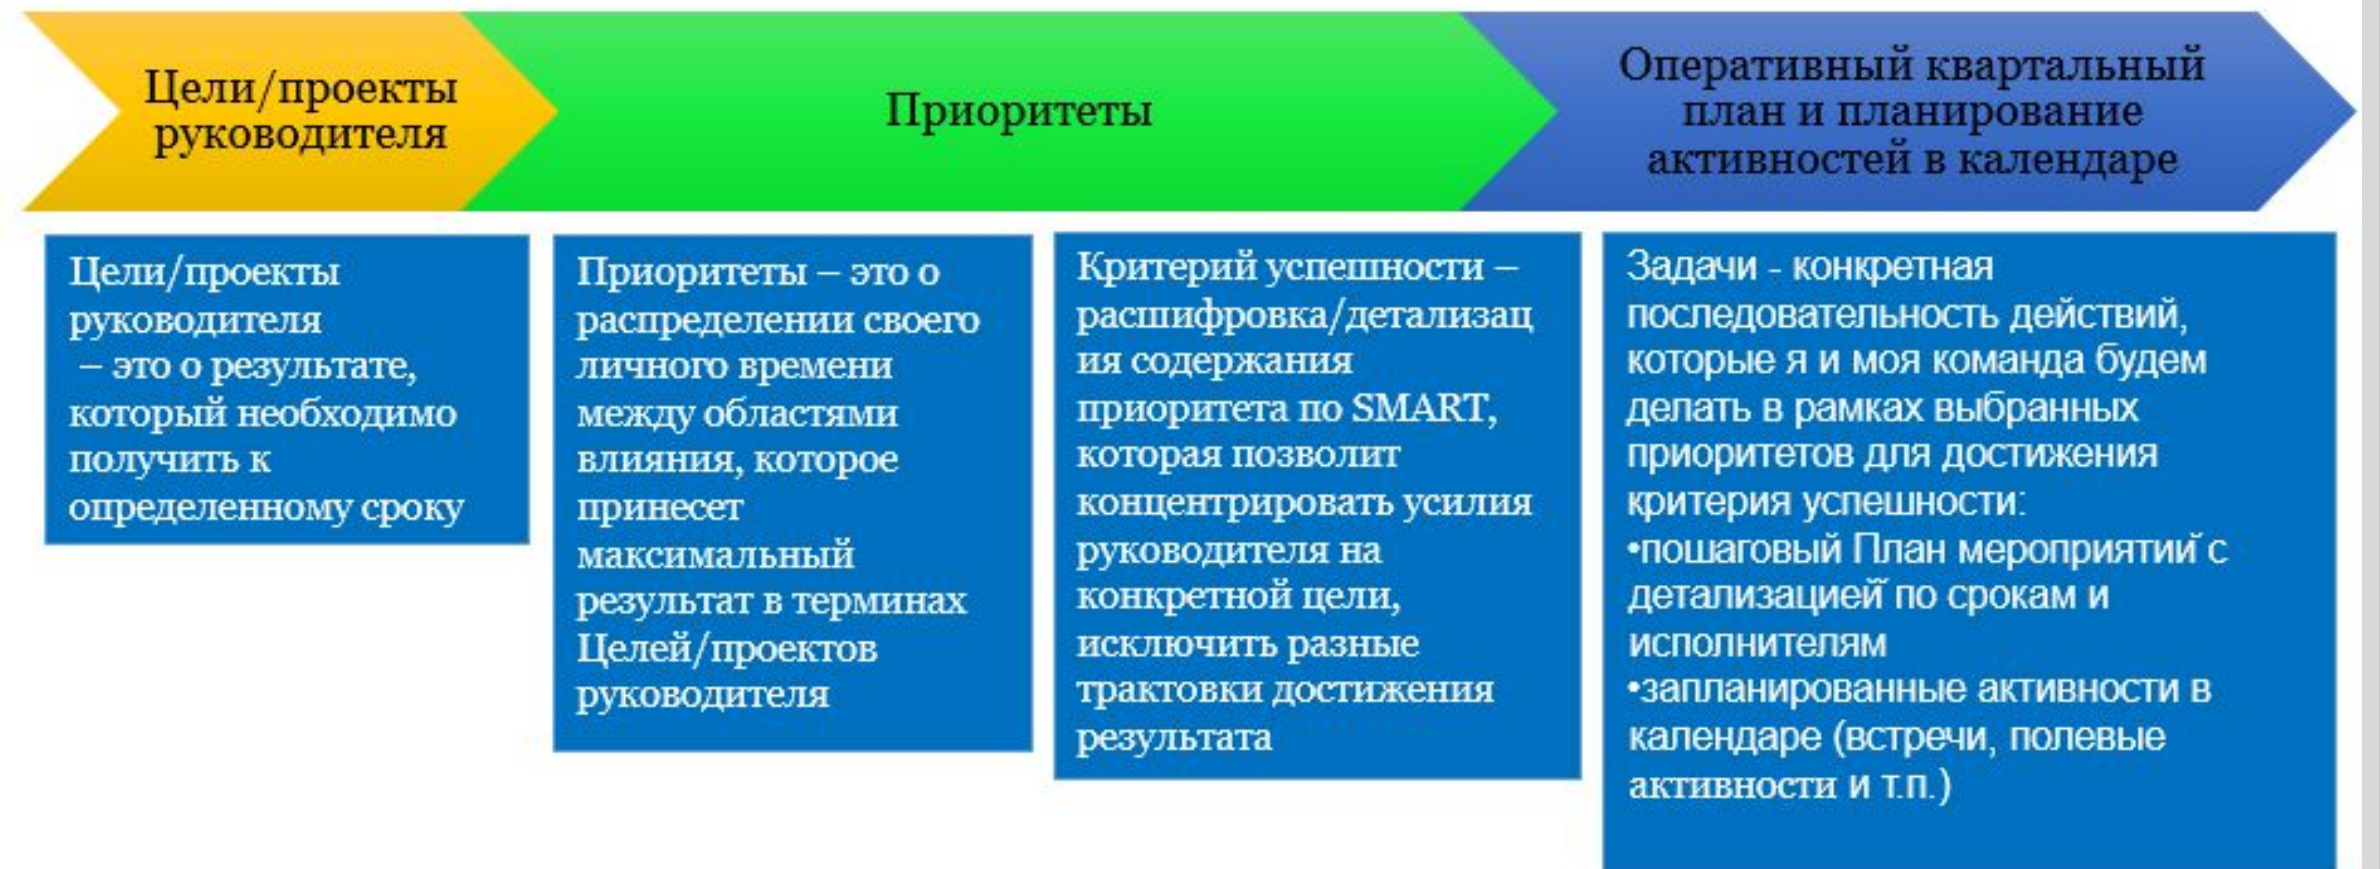 Цели/проекты
руководителя
Приоритеты
Оперативный квартальный
план и планирование
активностей в календаре
Цели/проекты
руководителя
– это о результате,
который необходимо
получить к
определенному сроку
Приоритеты – это о
распределении своего
личного времени
между областями
влияния, которое
принесет
максимальный
результат в терминах
Целей/проектов
руководителя
Критерий успешности –
расшифровка/детализац
ия содержания
приоритета по SMART,
которая позволит
концентрировать усилия
руководителя на
конкретной цели,
исключить разные
трактовки достижения
результата
Задачи - конкретная
последовательность действий,
которые я и моя команда будем
делать в рамках выбранных
приоритетов для достижения
критерия успешности:
•пошаговый План мероприятий с
детализацией по срокам и
исполнителям
•запланированные активности в
календаре (встречи, полевые
активности и т.п.)